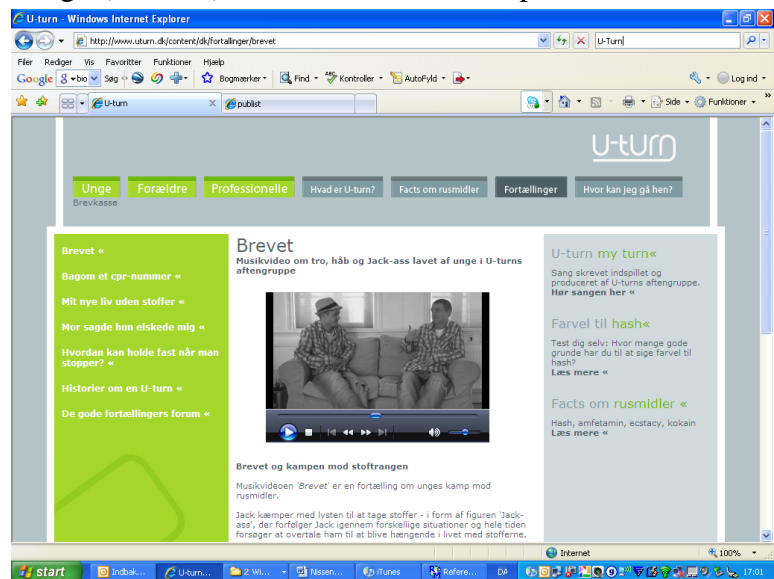 U-turn - Windows Internet Explorer
http://www.uturn.dk/content/dk/fortallinger/brevet
U-Turn
Filer Rediger Vis Favoritter Funktioner Hjælp
Google bio Søg Bogmærker Find Kontroller AutoFyld Log ind
U-turn publist Side Funktioner
U-turn
Unge Forældre Professionelle Hvad er U-turn? Facts om rusmidler Fortællinger Hvor kan jeg gå hen?
Brevkasse
Brevet «
Bagom et cpr-nummer «
Mit nye liv uden stoffer «
Mor sagde hun elskede mig «
Hvordan kan holde fast når man
stopper? «
Historier om en U-turn «
De gode fortællingers forum «
Brevet
Musikvideo om tro, håb og Jack-ass lavet af unge i U-turns
aftengruppe
Brevet og kampen mod stoftrangen
Musikvideoen 'Brevet' er en fortælling om unges kamp mod
rusmidler.
Jack kæmper med lysten til at tage stoffer - i form af figuren 'Jack-
ass', der forfølger Jack igennem forskellige situationer og hele tiden
forsøger at overtale ham til at blive hængende i livet med stofferne.
U-turn my turn«
Sang skrevet indspillet og
produceret af U-turns aftengruppe.
Hør sangen her «
Farvel til hash«
Test dig selv: Hvor mange gode
grunde har du til at sige farvel til
hash?
Læs mere «
Facts om rusmidler «
Hash, amfetamin, ecstacy, kokain
Læs mere «
Internet 100%
start Indbak... U-turn... 2 Wi... Nissen... iTunes Refere... DA 17:01